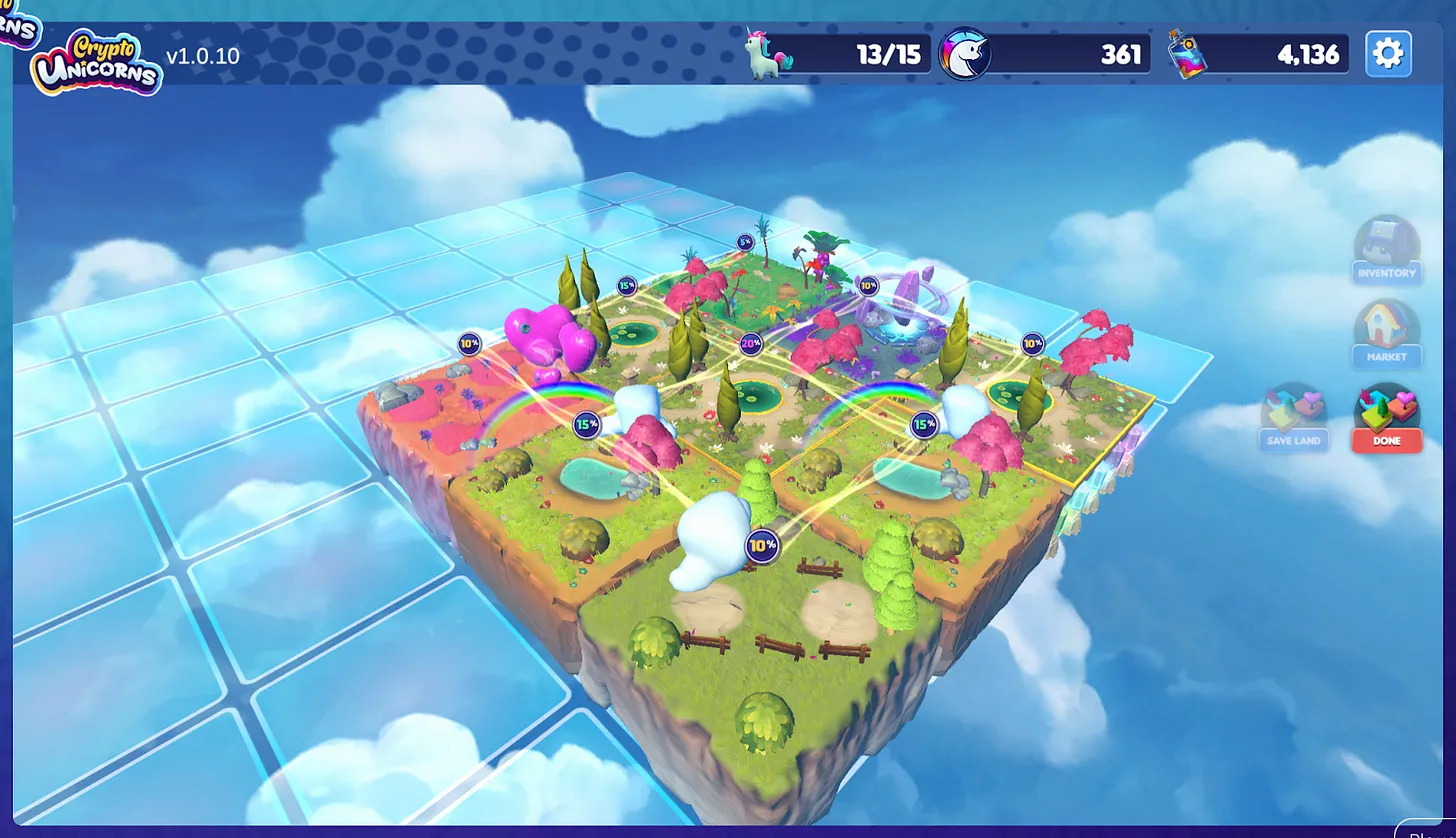 RNS
Crypto
UNICORNS
v1.0.10
13/15
361
4,136
INVENTORY
MARKET
SAVE LAND
DONE
5%
15%
10%
10%
20%
10%
15%
15%
10%